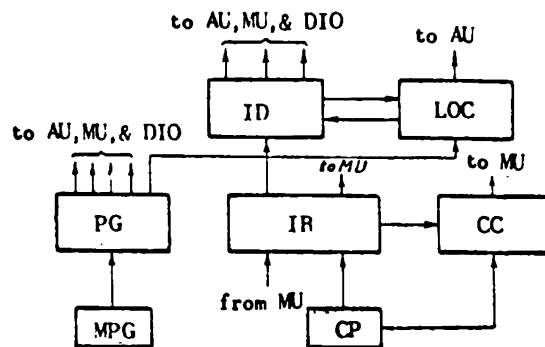 to AU, MU, & DIO
to AU
ID
LOC
to AU, MU, & DIO
to MU
to MU
PG
IR
CC
from MU
MPG
CP